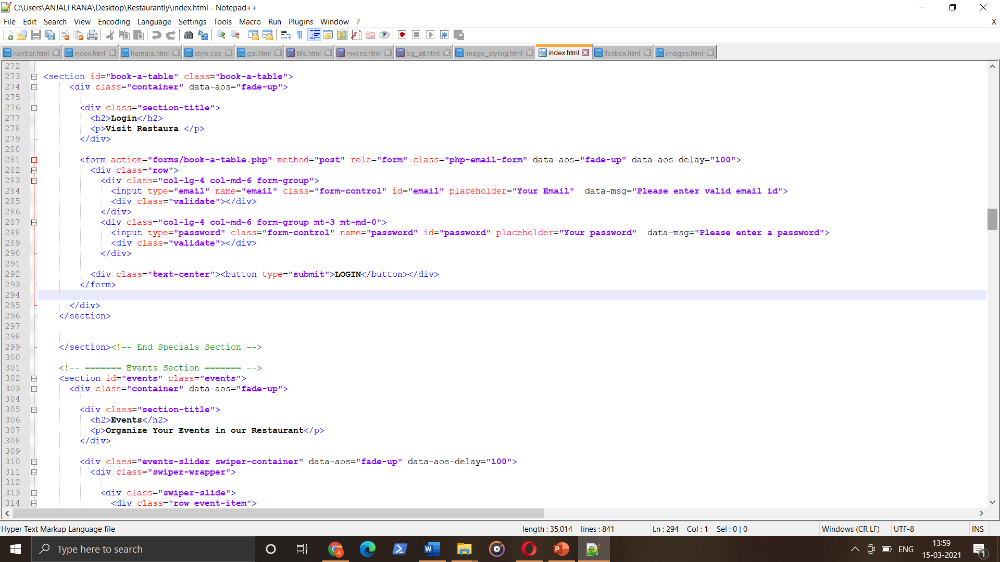 C:\Users\ANJALI RANA\Desktop\Restaurantly\index.html - Notepad++
File Edit Search View Encoding Language Settings Tools Macro Run Plugins Window ? X
navbar.html index.html hamara.html style.css gal.html title.html mycss.html bg_att.html image_styling.html index.html flexbox.html images.html
272
273 <section id="book-a-table" class="book-a-table">
274 <div class="container" data-aos="fade-up">
275
276 <div class="section-title">
277 <h2>Login</h2>
278 <p>Visit Restaura </p>
279 </div>
280
281 <form action="forms/book-a-table.php" method="post" role="form" class="php-email-form" data-aos="fade-up" data-aos-delay="100">
282 <div class="row">
283 <div class="col-lg-4 col-md-6 form-group">
284 <input type="email" name="email" class="form-control" id="email" placeholder="Your Email"  data-msg="Please enter valid email id">
285 <div class="validate"></div>
286 </div>
287 <div class="col-lg-4 col-md-6 form-group mt-3 mt-md-0">
288 <input type="password" class="form-control" name="password" id="password" placeholder="Your password"  data-msg="Please enter a password">
289 <div class="validate"></div>
290 </div>
291
292 <div class="text-center"><button type="submit">LOGIN</button></div>
293 </form>
294
295 </div>
296 </section>
297
298
299 </section><!-- End Specials Section -->
300
301 <!-- ======= Events Section ======= -->
302 <section id="events" class="events">
303 <div class="container" data-aos="fade-up">
304
305 <div class="section-title">
306 <h2>Events</h2>
307 <p>Organize Your Events in our Restaurant</p>
308 </div>
309
310 <div class="events-slider swiper-container" data-aos="fade-up" data-aos-delay="100">
311 <div class="swiper-wrapper">
312
313 <div class="swiper-slide">
314 <div class="row event-item">
Hyper Text Markup Language file length : 35,014 lines : 841 Ln : 294 Col : 1 Sel : 0 | 0 Windows (CR LF) UTF-8 INS
Type here to search ENG 13:59
15-03-2021 1